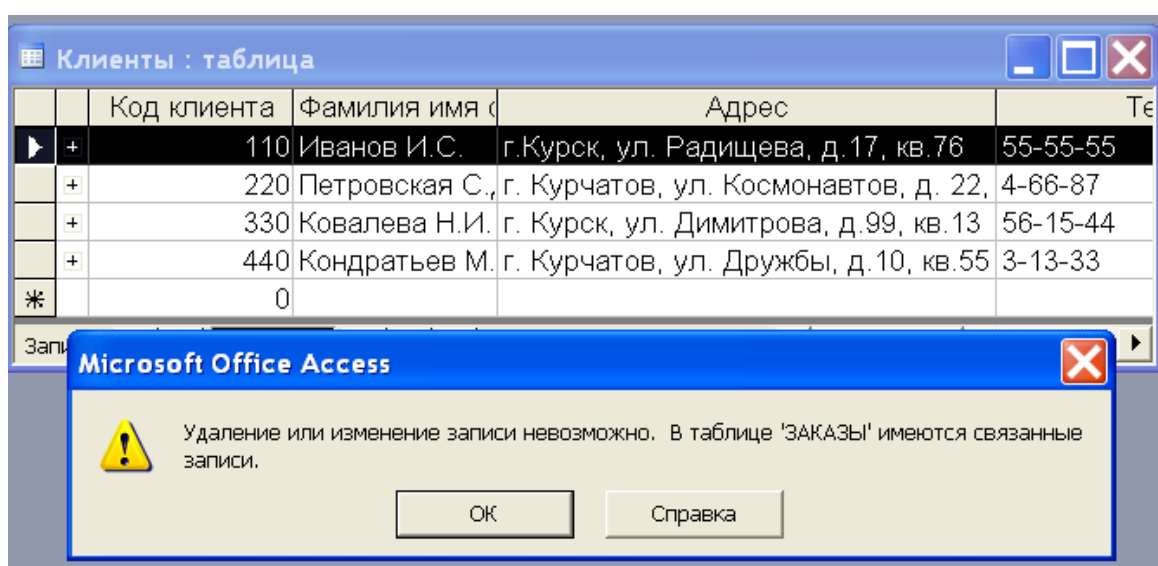 Клиенты : таблица
Код клиента Фамилия имя Адрес
110 Иванов И.С. г.Курск, ул. Радищева, д.17, кв.76 55-55-55
220 Петровская С., г. Курчатов, ул. Космонавтов, д. 22, 4-66-87
330 Ковалева Н.И. г. Курск, ул. Димитрова, д.99, кв.13 56-15-44
440 Кондратьев М. г. Курчатов, ул. Дружбы, д.10, кв.55 3-13-33
0
Microsoft Office Access
Удаление или изменение записи невозможно. В таблице 'ЗАКАЗЫ' имеются связанные
записи.
ОК Справка